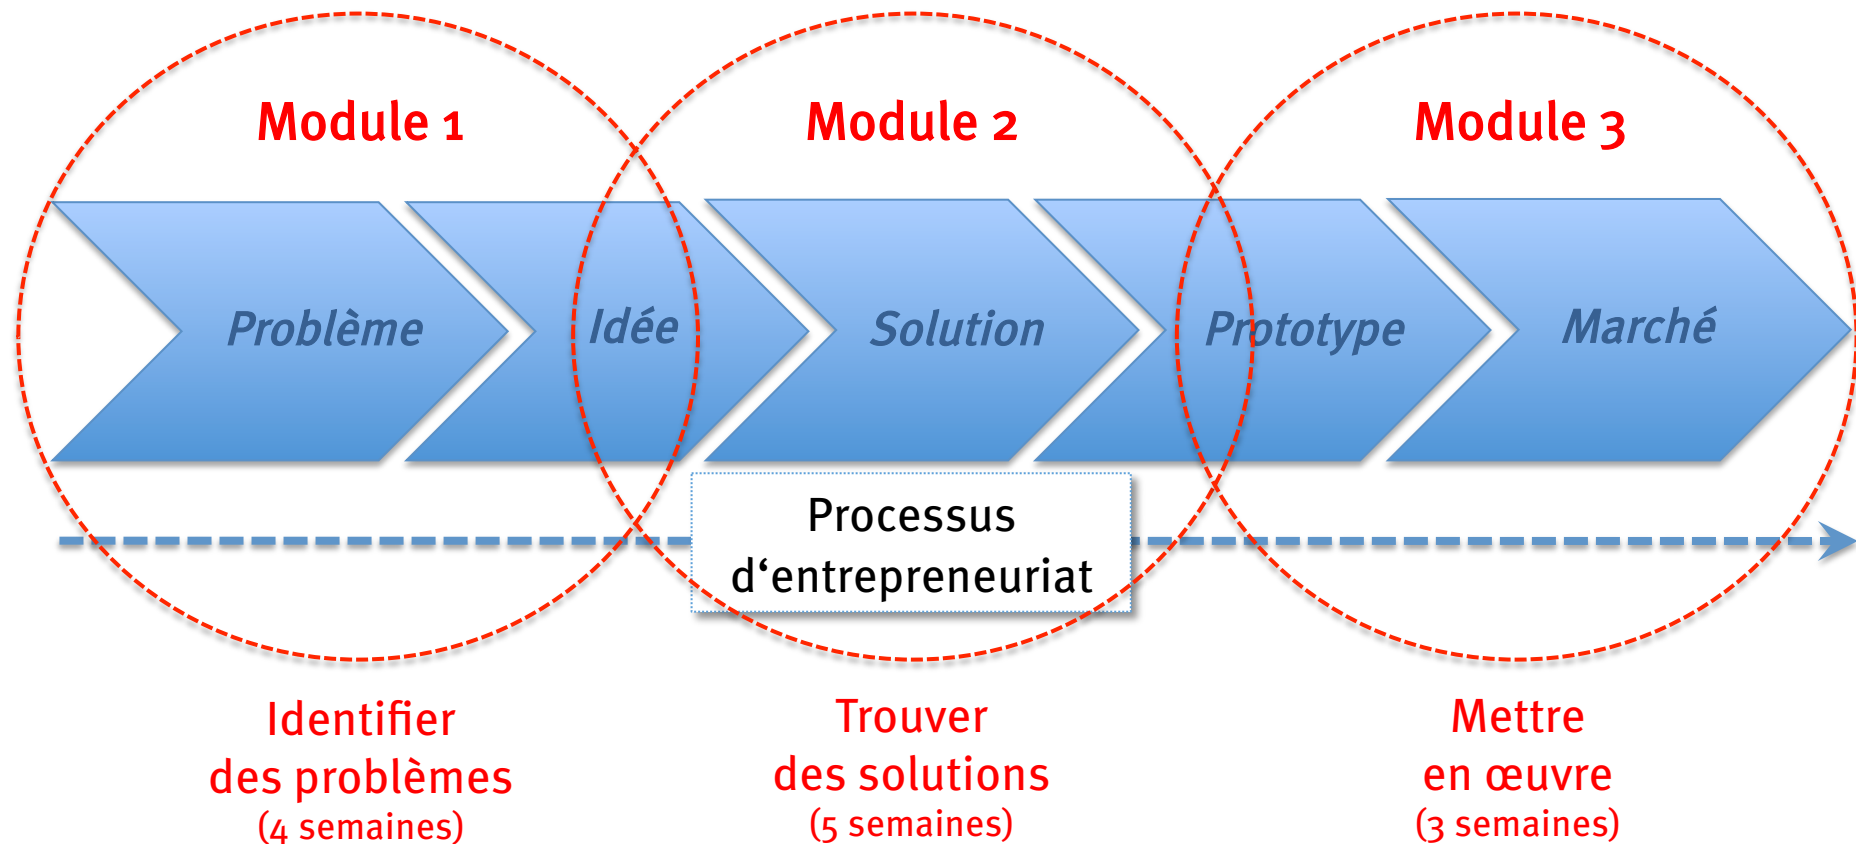 Module 1
Module 2
Module 3
Problème
Idée
Solution
Prototype
Marché
Processus
d‘entrepreneuriat
Identifier
des problèmes
(4 semaines)
Trouver
des solutions
(5 semaines)
Mettre
en œuvre
(3 semaines)